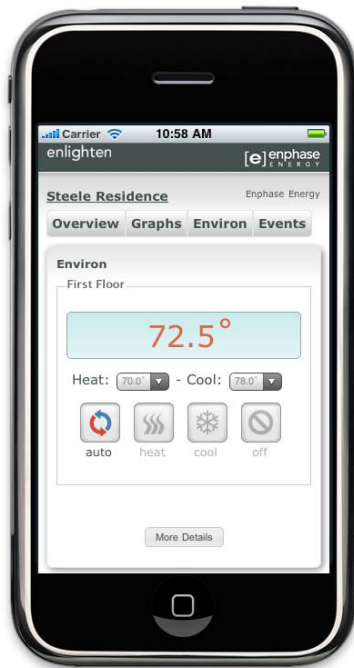 Carrier 10:58 AM
enlighten [e] enphase
ENERGY
Steele Residence Enphase Energy
Overview Graphs Environ Events
Environ
First Floor
72.5°
Heat: 70.0° - Cool: 78.0°
auto heat cool off
More Details